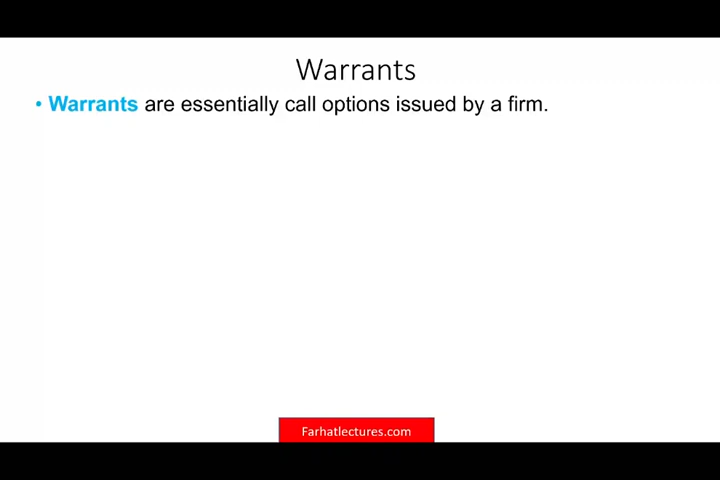 Warrants
• Warrants are essentially call options issued by a firm.
Farhatlectures.com